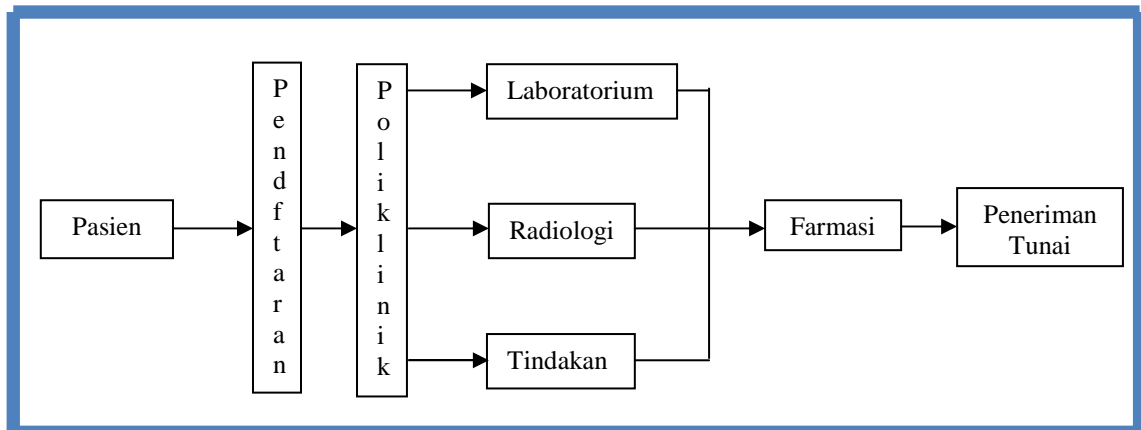 Pasien
Pendftaran
Poliklinik
Laboratorium
Radiologi
Tindakan
Farmasi
Peneriman
Tunai